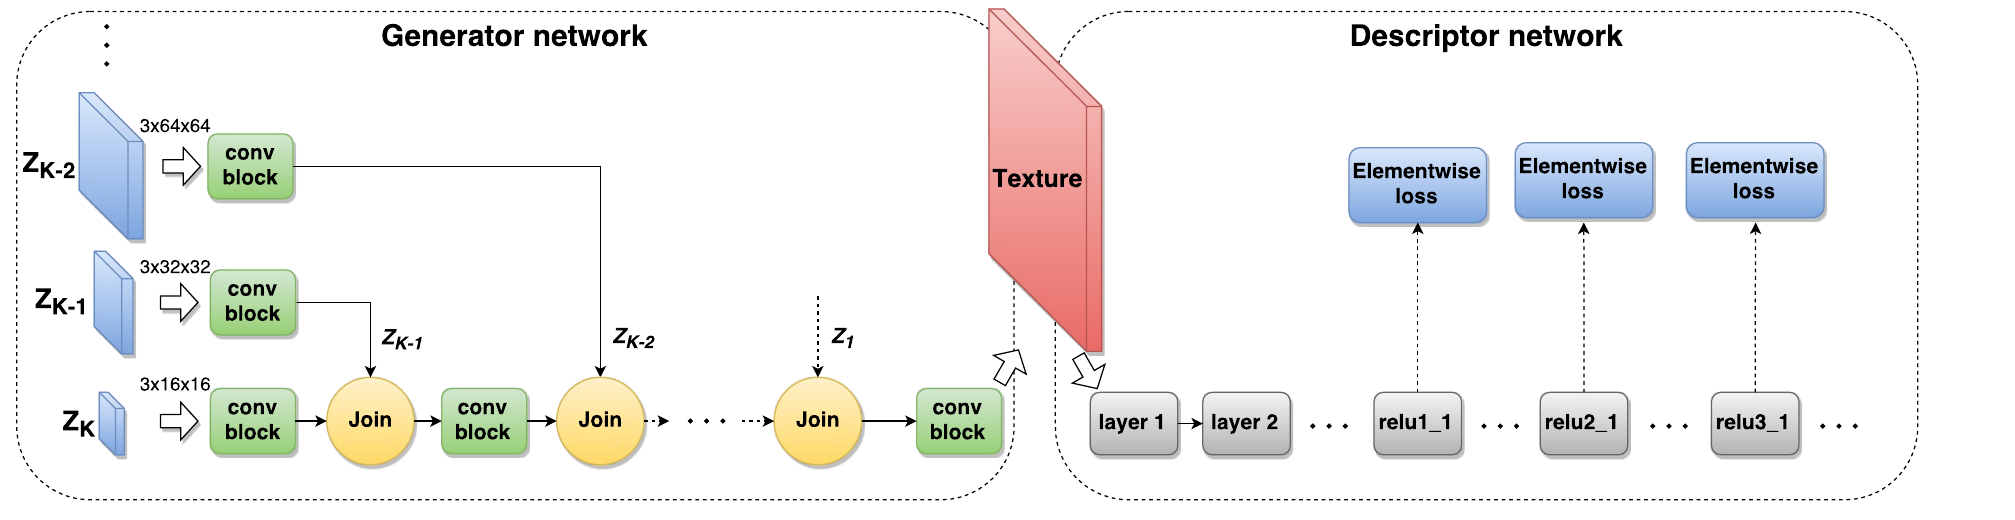 Generator network
Descriptor network
Z_{K-2}
3x64x64
conv
block
Texture
Elementwise
loss
Elementwise
loss
Elementwise
loss
Z_{K-1}
3x32x32
conv
block
Z_{K-1}
Z_{K-2}
Z_1
Z_K
3x16x16
conv
block
Join
conv
block
Join
. . .
Join
conv
block
layer 1
layer 2
. . .
relu1_1
. . .
relu2_1
. . .
relu3_1
. . .